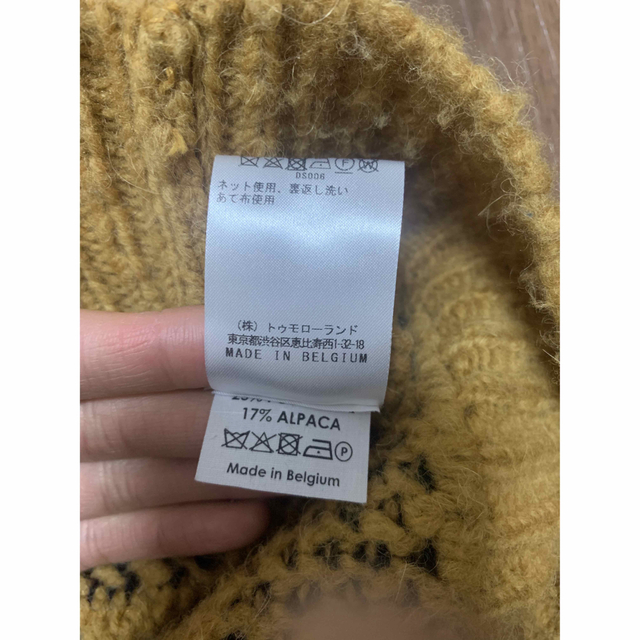 DS006
ネット使用、裏返し洗い
あて布使用
(株) トゥモローランド
東京都渋谷区恵比寿西1-32-18
MADE IN BELGIUM
17% ALPACA
Made in Belgium